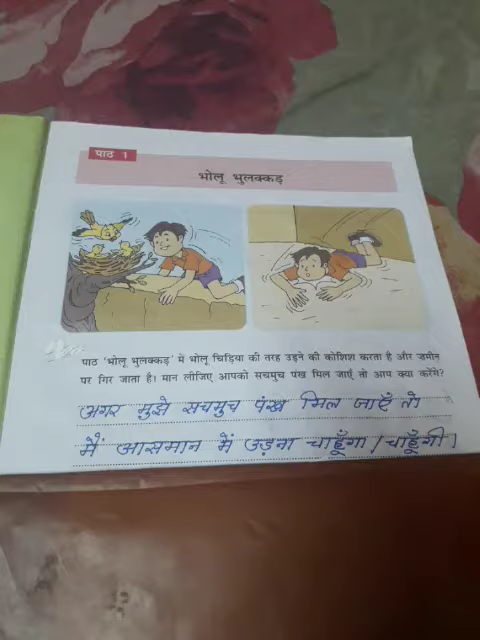 पाठ 1
भोलू भुलक्कड़
पाठ 'भोलू भुलक्कड़' में भोलू चिड़िया की तरह उड़ने की कोशिश करता है और ज़मीन
पर गिर जाता है। मान लीजिए आपको सचमुच पंख मिल जाएँ तो आप क्या करेंगे?
अगर मुझे सचमुच पंख मिल जाएँ तो
मैं आसमान में उड़ना चाहूँगा / चाहूँगी।